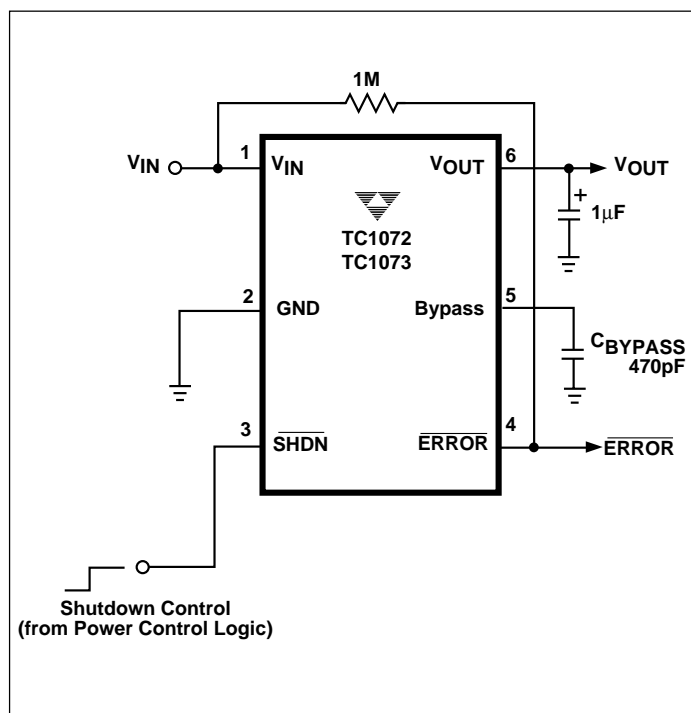 1M
VIN
1
VIN
VOUT
6
VOUT
+
1µF
TC1072
TC1073
2
GND
Bypass
5
CBYPASS
470pF
3
SHDN
ERROR
4
ERROR
Shutdown Control
(from Power Control Logic)